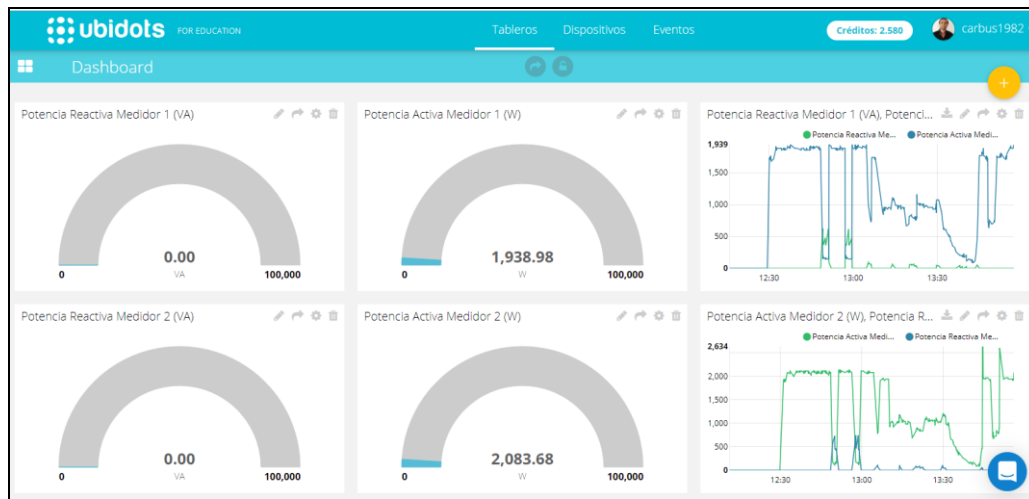 ubidots FOR EDUCATION
Tableros Dispositivos Eventos
Créditos: 2.580
carbus1982
Dashboard
+
Potencia Reactiva Medidor 1 (VA)
0.00
VA
0 100,000
Potencia Activa Medidor 1 (W)
1,938.98
W
0 100,000
Potencia Reactiva Medidor 1 (VA), Potenci...
Potencia Reactiva Me... Potencia Activa Medi...
1,939
1,500
1,000
500
0
12:30 13:00 13:30
Potencia Reactiva Medidor 2 (VA)
0.00
VA
0 100,000
Potencia Activa Medidor 2 (W)
2,083.68
W
0 100,000
Potencia Activa Medidor 2 (W), Potencia R...
Potencia Activa Medi... Potencia Reactiva Me...
2,634
2,000
1,500
1,000
500
0
12:30 13:00 13:30